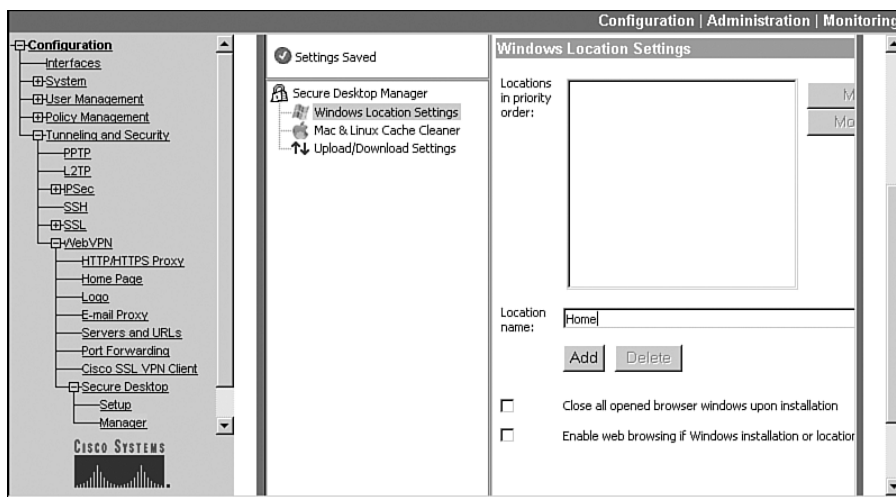 Configuration | Administration | Monitoring
Configuration
Interfaces
System
User Management
Policy Management
Tunneling and Security
PPTP
L2TP
IPSec
SSH
SSL
WebVPN
HTTP/HTTPS Proxy
Home Page
Logo
E-mail Proxy
Servers and URLs
Port Forwarding
Cisco SSL VPN Client
Secure Desktop
Setup
Manager
CISCO SYSTEMS
Settings Saved
Secure Desktop Manager
Windows Location Settings
Mac & Linux Cache Cleaner
Upload/Download Settings
Windows Location Settings
Locations
in priority
order:
M
Mo
Location
name:
Home
Add Delete
Close all opened browser windows upon installation
Enable web browsing if Windows installation or location